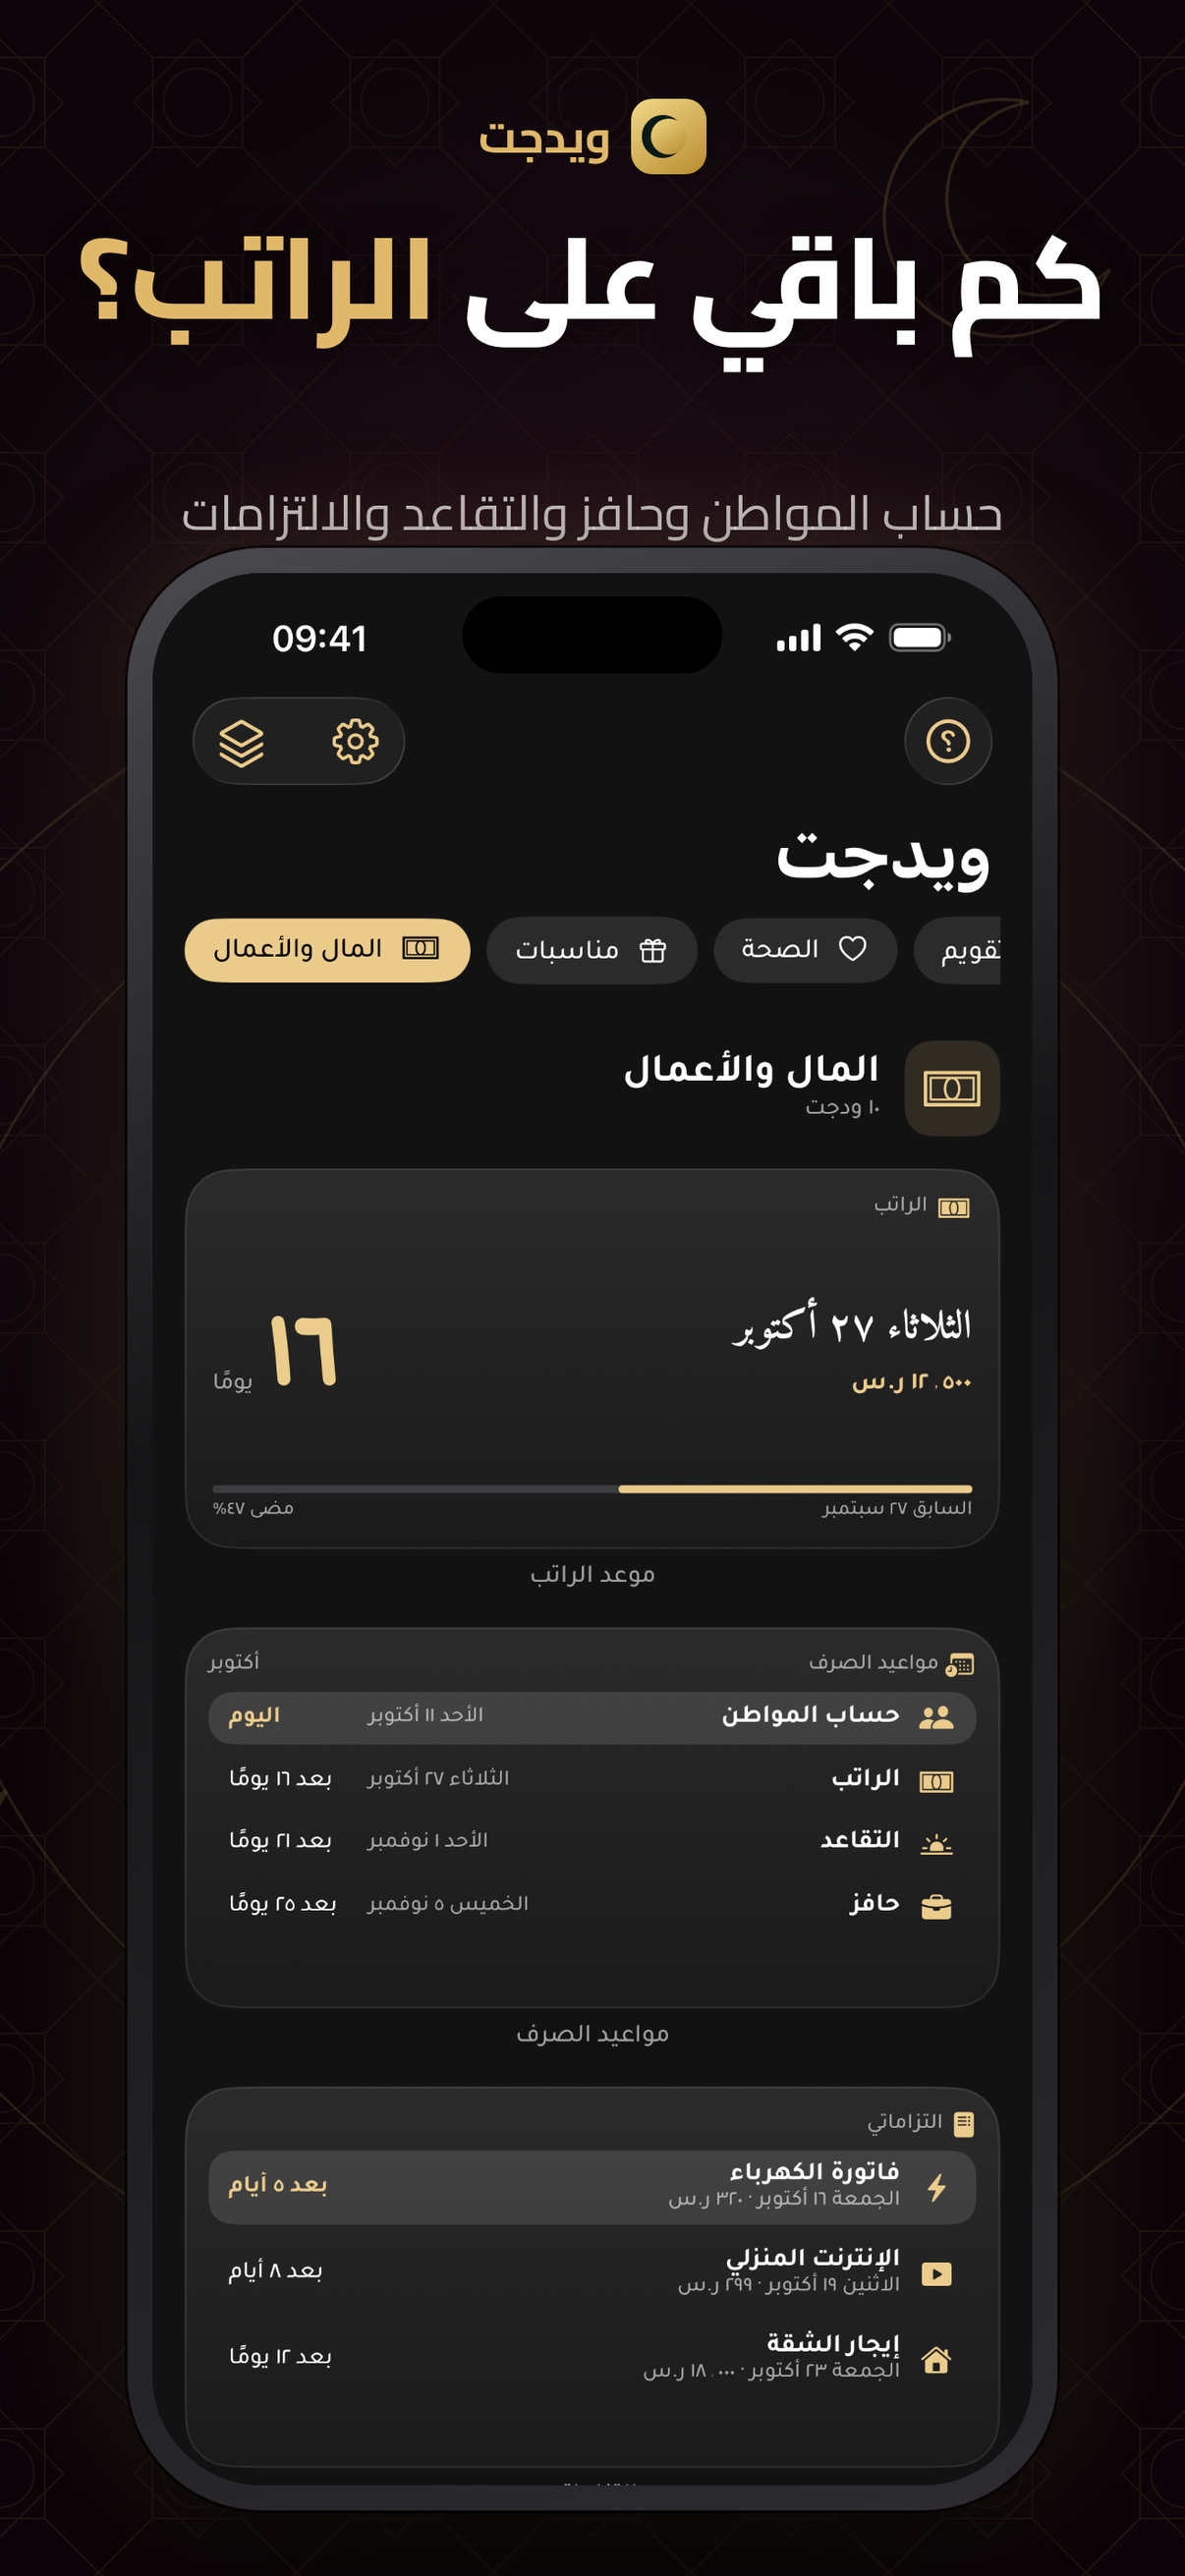 ويدجت
كم باقي على الراتب؟
حساب المواطن وحافز والتقاعد والالتزامات
09:41
ويدجت
تقويم
الصحة
مناسبات
المال والأعمال
المال والأعمال
١٠ ودجت
الراتب
الثلاثاء ٢٧ أكتوبر
١٢٬٥٠٠ ر.س
١٦ يومًا
السابق ٢٧ سبتمبر
مضى ٤٧%
موعد الراتب
مواعيد الصرف
أكتوبر
حساب المواطن الأحد ١١ أكتوبر اليوم
الراتب الثلاثاء ٢٧ أكتوبر بعد ١٦ يومًا
التقاعد الأحد ١ نوفمبر بعد ٢١ يومًا
حافز الخميس ٥ نوفمبر بعد ٢٥ يومًا
مواعيد الصرف
التزاماتي
فاتورة الكهرباء
الجمعة ١٦ أكتوبر · ٣٢٠ ر.س
بعد ٥ أيام
الإنترنت المنزلي
الاثنين ١٩ أكتوبر · ٢٩٩ ر.س
بعد ٨ أيام
إيجار الشقة
الجمعة ٢٣ أكتوبر · ١٨٬٠٠٠ ر.س
بعد ١٢ يومًا